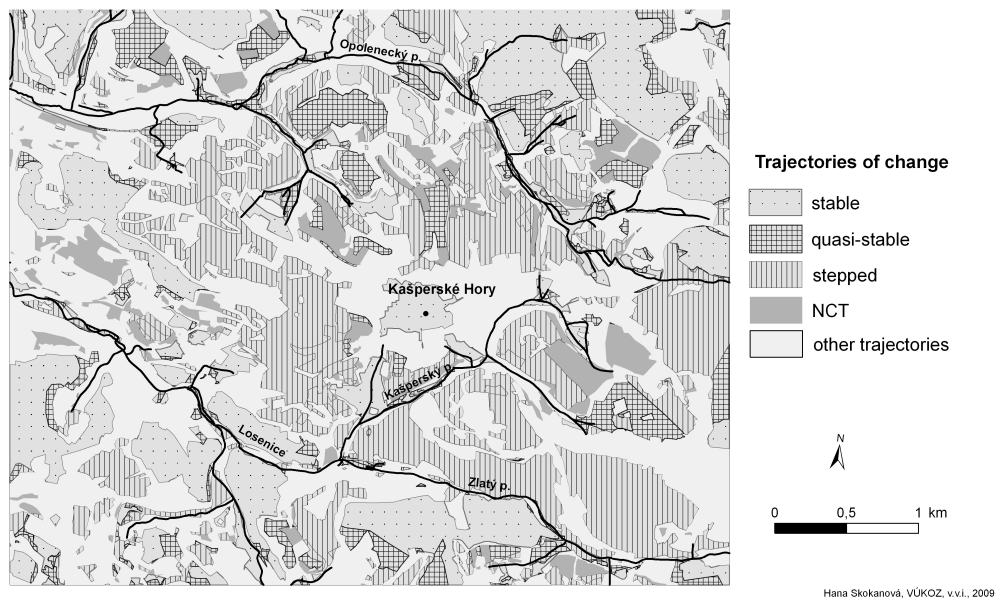 Opolenecký p.
Trajectories of change
stable
quasi-stable
stepped
Kašperské Hory
NCT
other trajectories
Kašperský p.
Losenice
Zlatý p.
N
0 0,5 1 km
Hana Skokanová, VÚKOZ, v.v.i., 2009